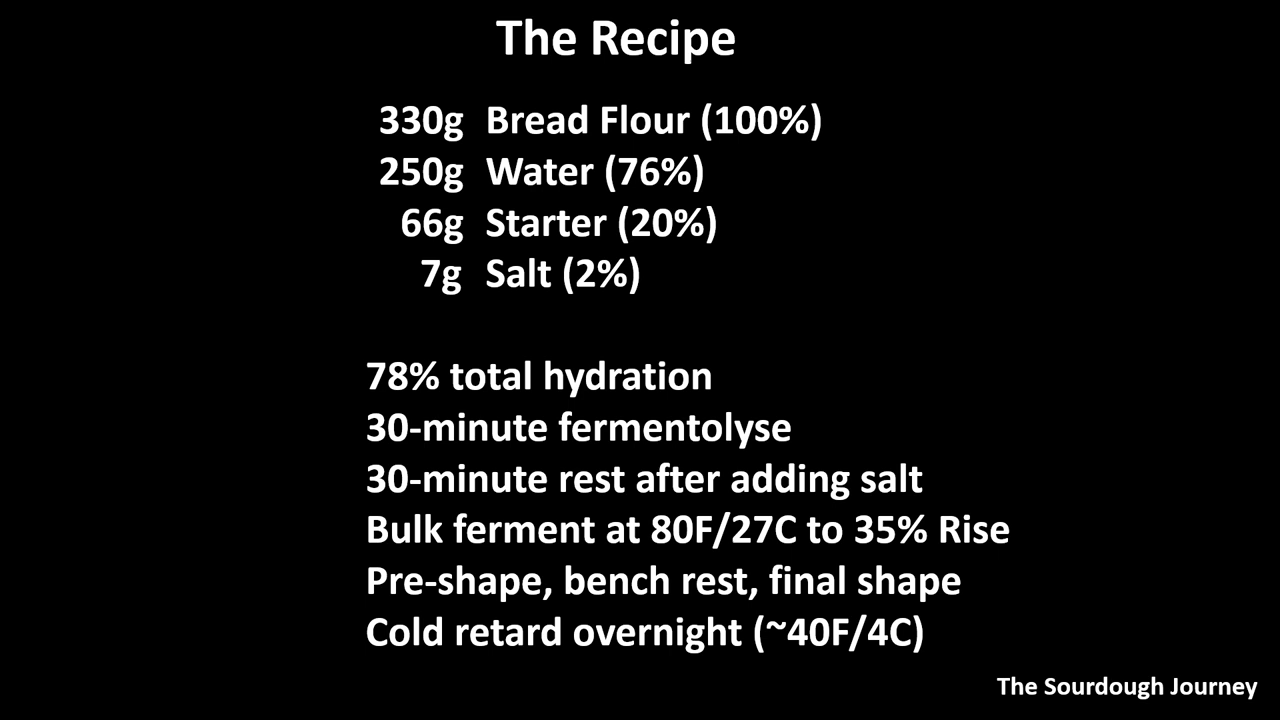 The Recipe
330g Bread Flour (100%)
250g Water (76%)
66g Starter (20%)
7g Salt (2%)
78% total hydration
30-minute fermentolyse
30-minute rest after adding salt
Bulk ferment at 80F/27C to 35% Rise
Pre-shape, bench rest, final shape
Cold retard overnight (~40F/4C)
The Sourdough Journey